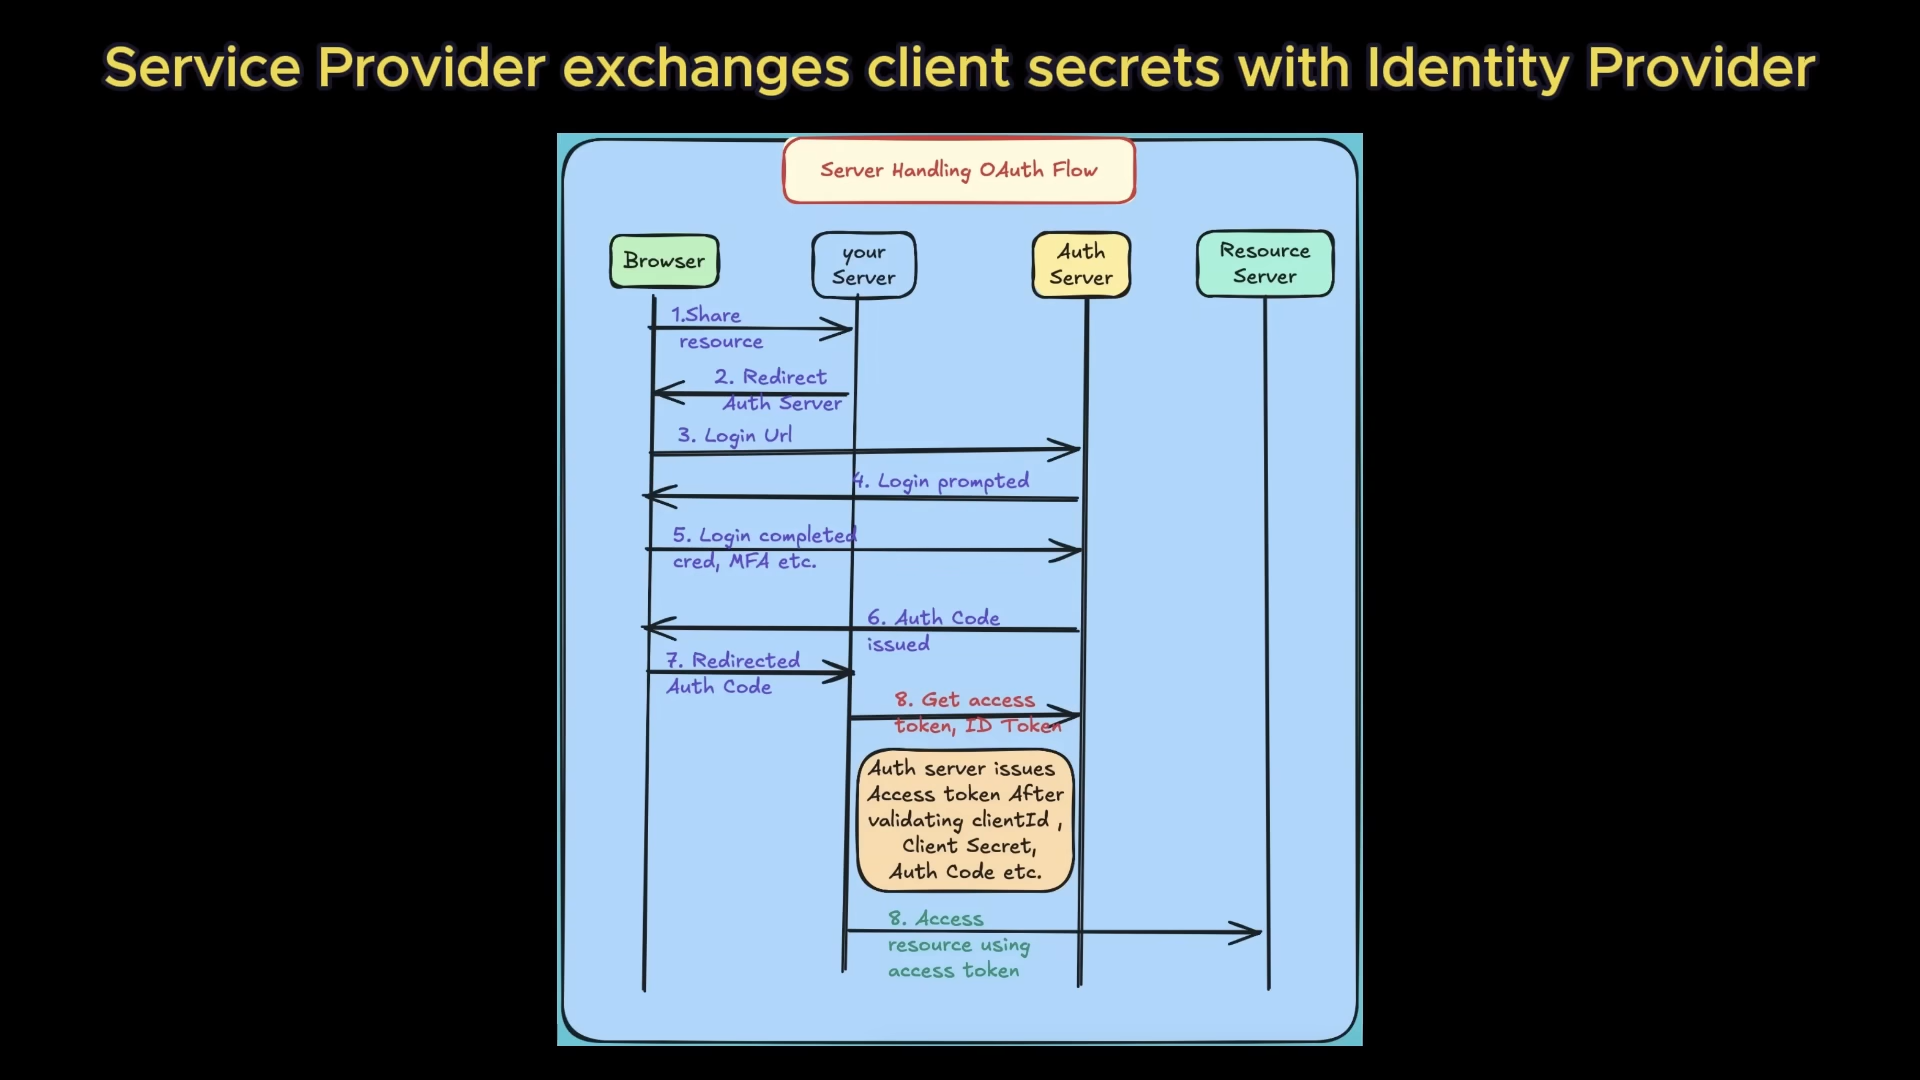 Service Provider exchanges client secrets with Identity Provider
Server Handling OAuth Flow
Browser
your
Server
Auth
Server
Resource
Server
1.Share
resource
2. Redirect
Auth Server
3. Login Url
4. Login prompted
5. Login completed
cred, MFA etc.
6. Auth Code
issued
7. Redirected
Auth Code
8. Get access
token, ID Token
Auth server issues
Access token After
validating clientId ,
Client Secret,
Auth Code etc.
8. Access
resource using
access token